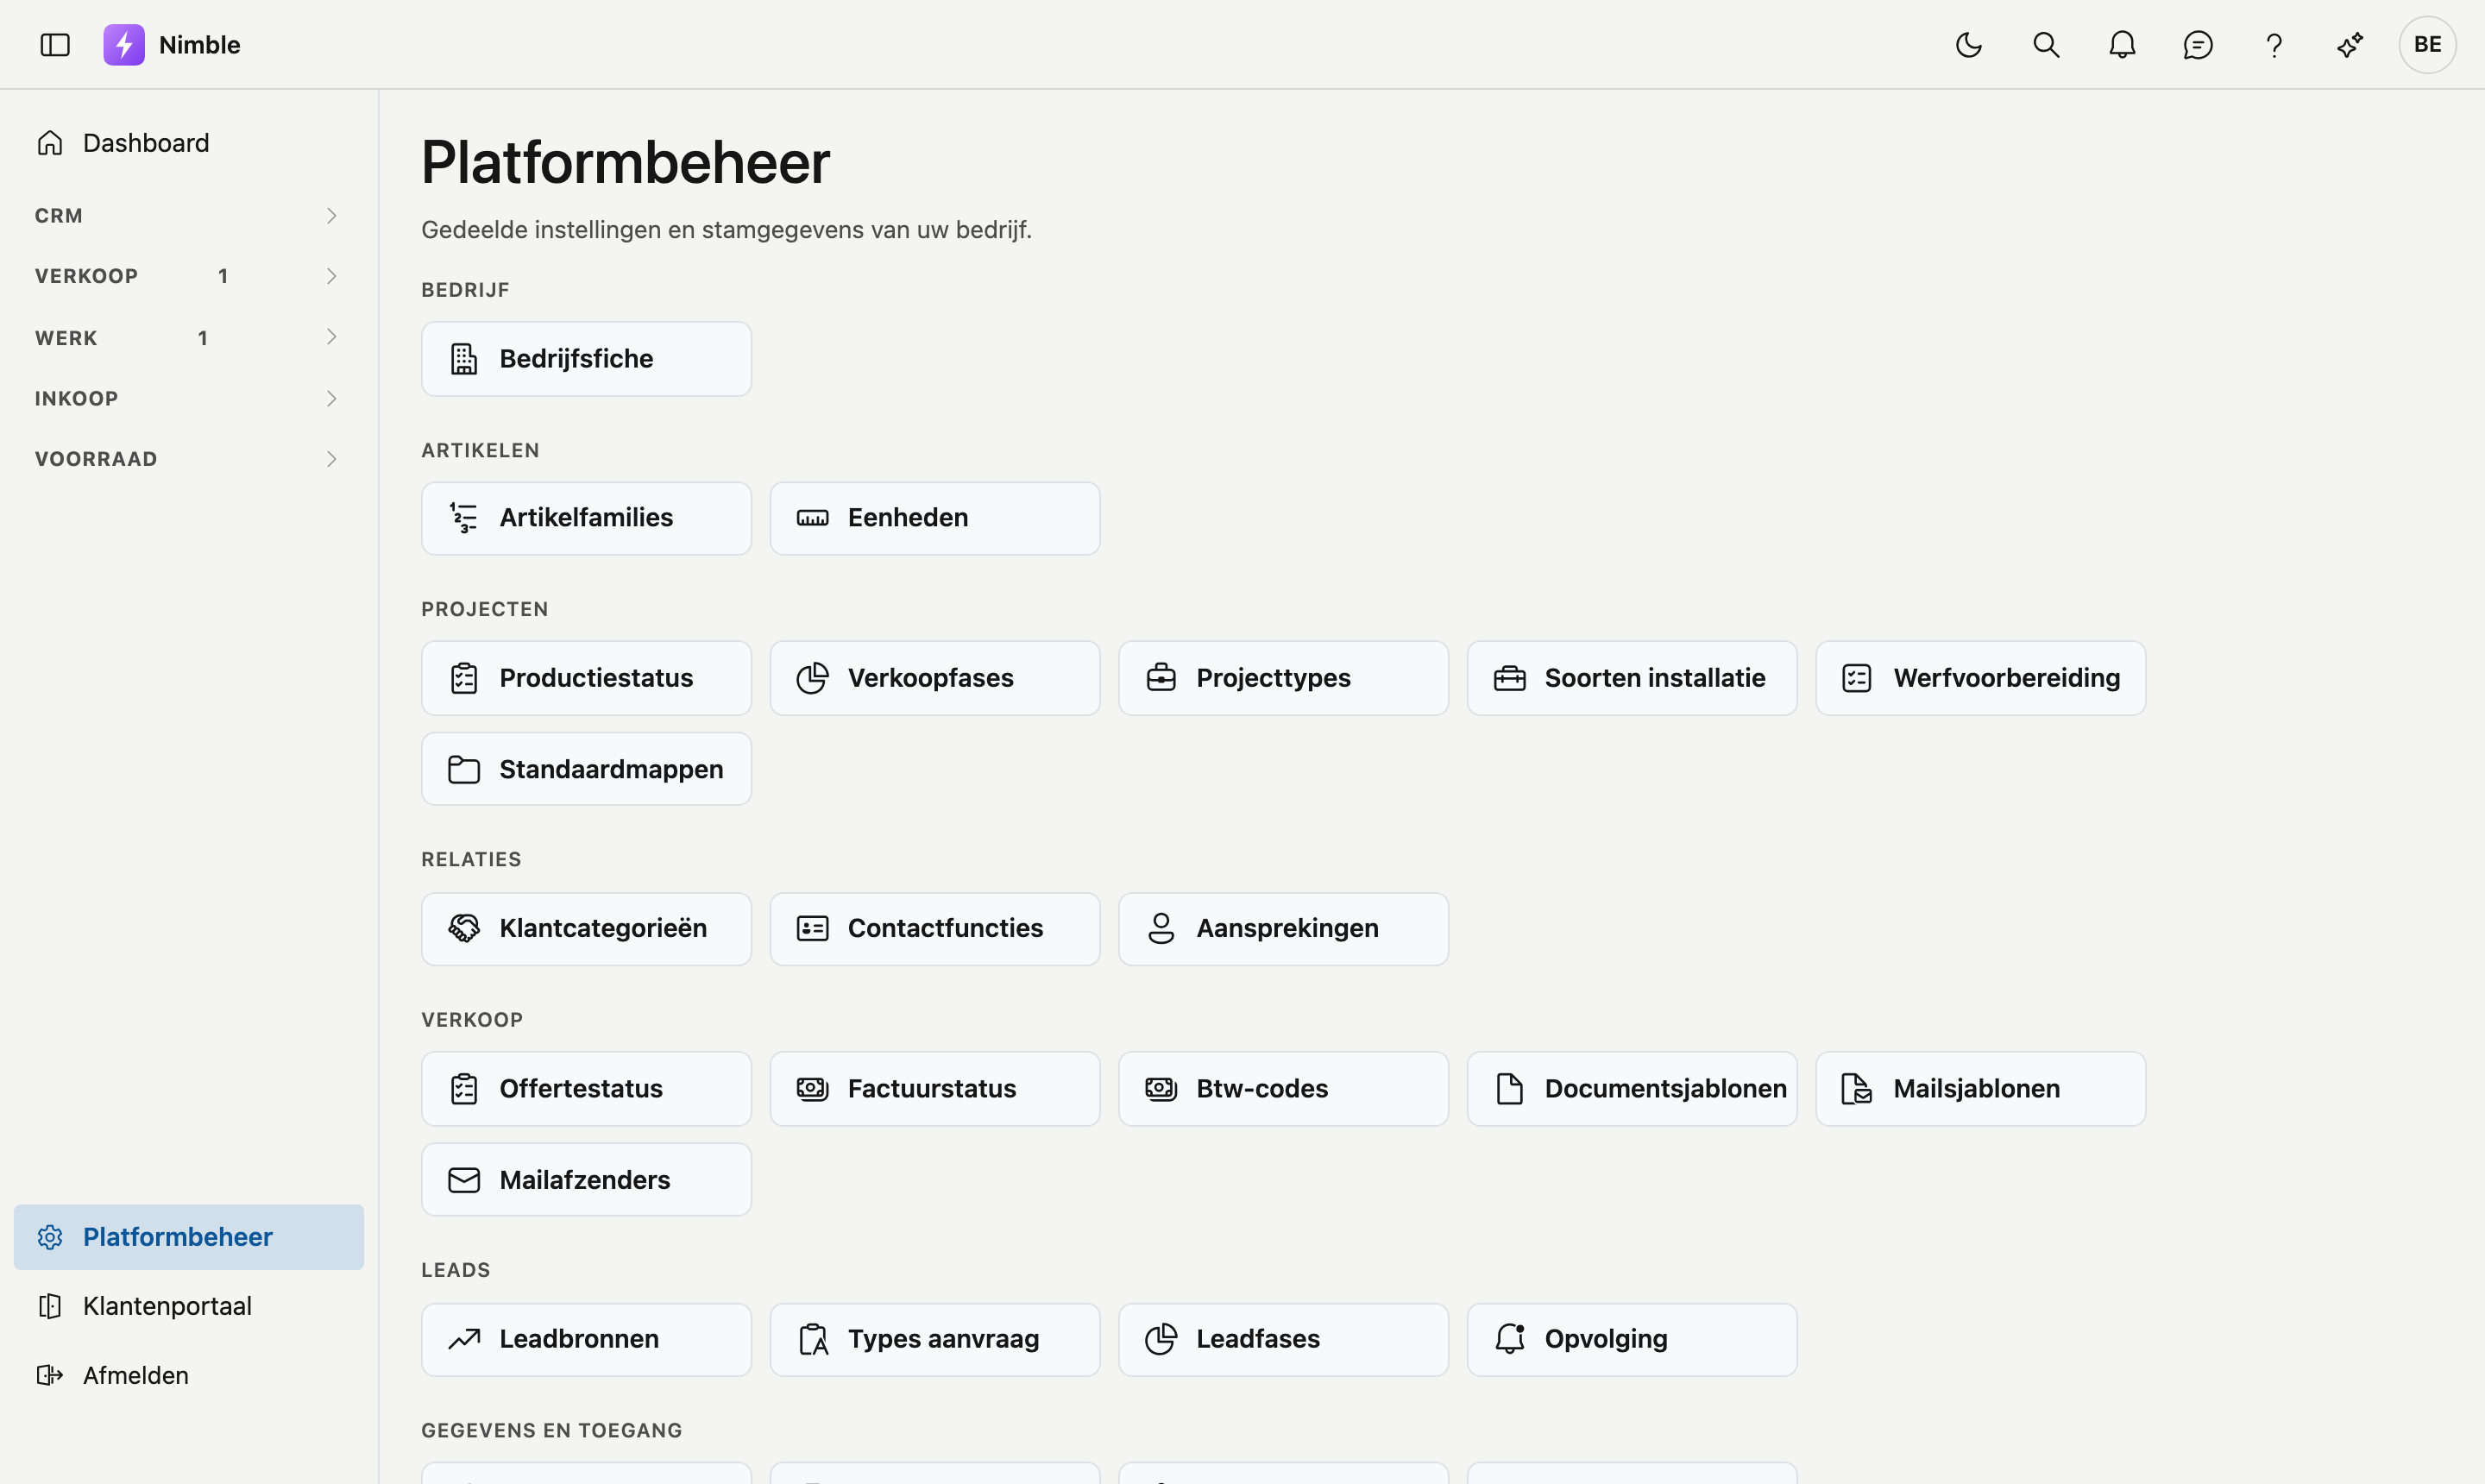 Nimble
BE
Dashboard
CRM
VERKOOP 1
WERK 1
INKOOP
VOORRAAD
Platformbeheer
Klantenportaal
Afmelden
Platformbeheer
Gedeelde instellingen en stamgegevens van uw bedrijf.
BEDRIJF
Bedrijfsfiche
ARTIKELEN
Artikelfamilies
Eenheden
PROJECTEN
Productiestatus
Verkoopfases
Projecttypes
Soorten installatie
Werfvoorbereiding
Standaardmappen
RELATIES
Klantcategorieën
Contactfuncties
Aansprekingen
VERKOOP
Offertestatus
Factuurstatus
Btw-codes
Documentsjablonen
Mailsjablonen
Mailafzenders
LEADS
Leadbronnen
Types aanvraag
Leadfases
Opvolging
GEGEVENS EN TOEGANG